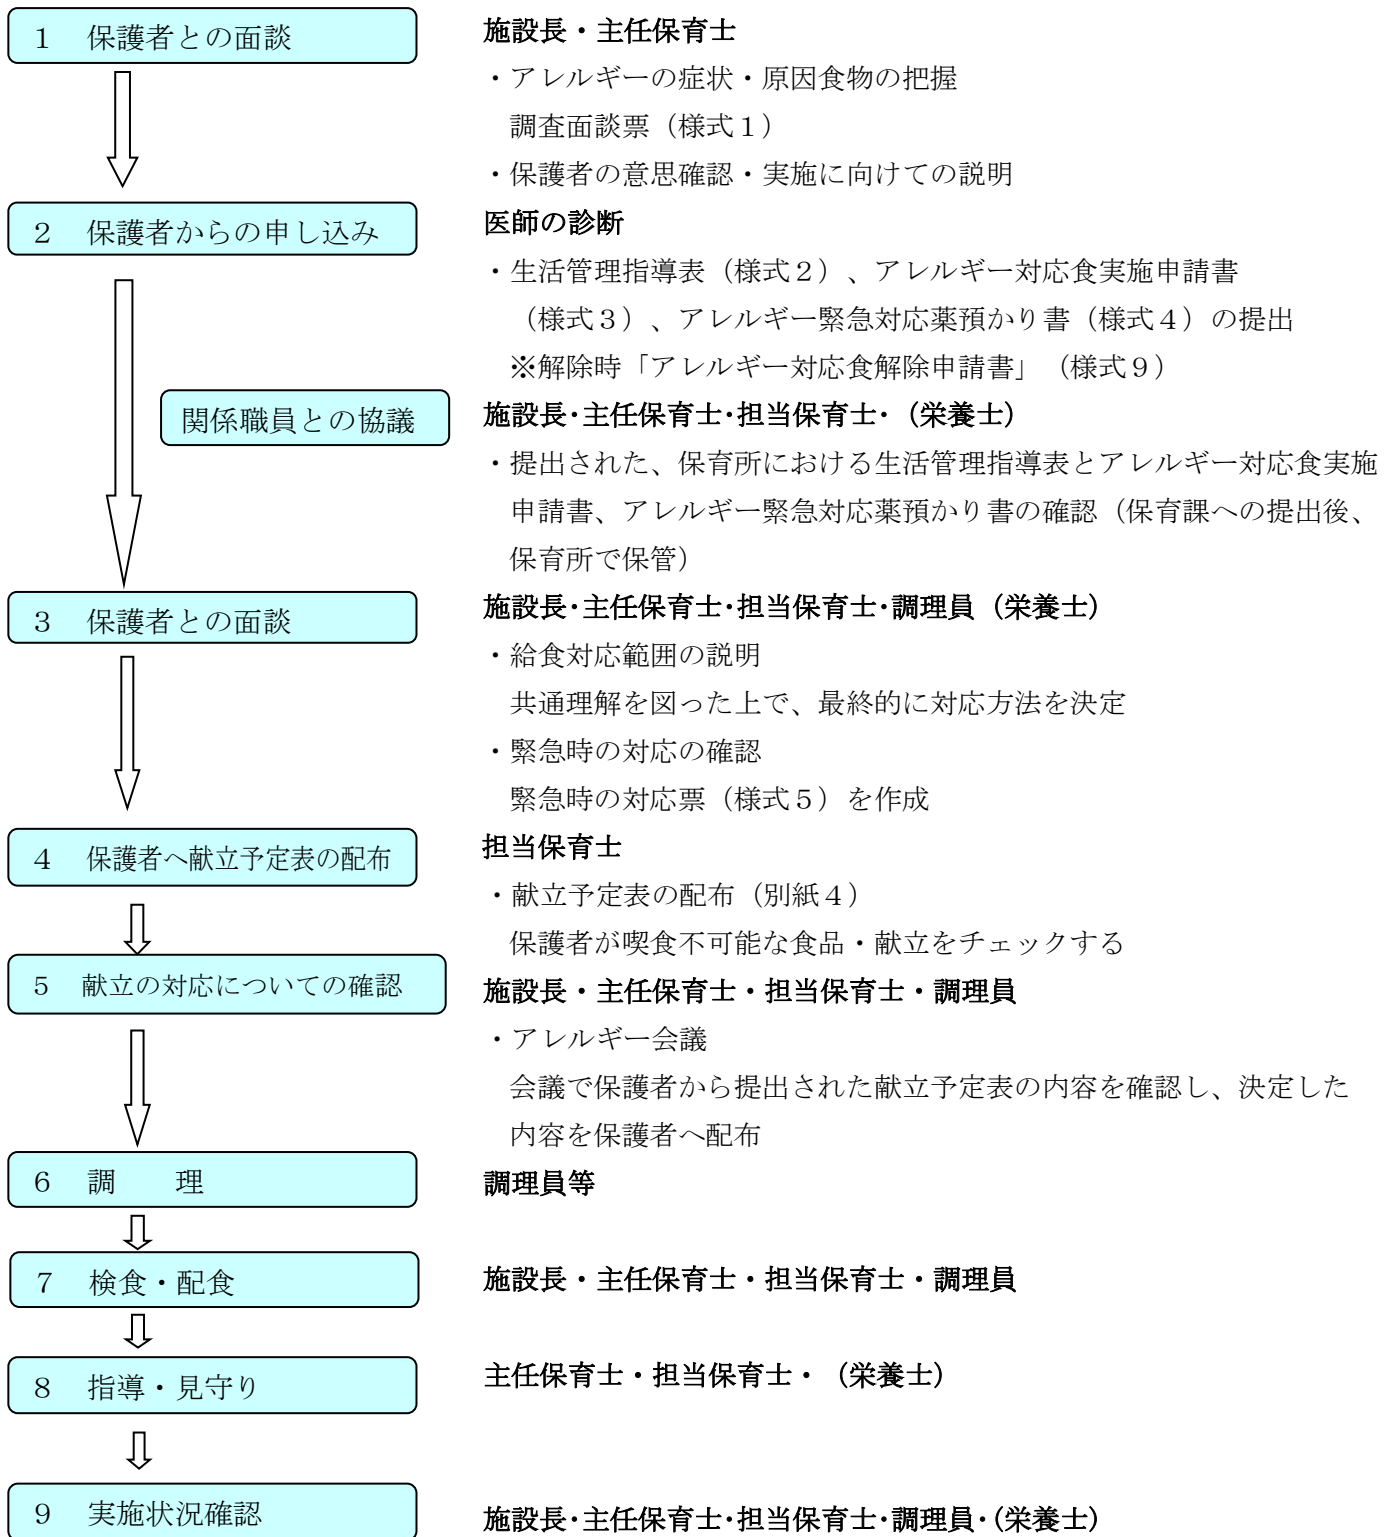 １　保護者との面談
施設長・主任保育士
・アレルギーの症状・原因食物の把握
調査面談票（様式１）
・保護者の意思確認・実施に向けての説明
２　保護者からの申し込み
医師の診断
・生活管理指導表（様式２）、アレルギー対応食実施申請書
（様式３）、アレルギー緊急対応薬預かり書（様式４）の提出
※解除時「アレルギー対応食解除申請書」（様式９）
関係職員との協議
施設長・主任保育士・担当保育士・（栄養士）
・提出された、保育所における生活管理指導表とアレルギー対応食実施
申請書、アレルギー緊急対応薬預かり書の確認（保育課への提出後、
保育所で保管）
３　保護者との面談
施設長・主任保育士・担当保育士・調理員（栄養士）
・給食対応範囲の説明
共通理解を図った上で、最終的に対応方法を決定
・緊急時の対応の確認
緊急時の対応票（様式５）を作成
４　保護者へ献立予定表の配布
担当保育士
・献立予定表の配布（別紙４）
保護者が喫食不可能な食品・献立をチェックする
５　献立の対応についての確認
施設長・主任保育士・担当保育士・調理員
・アレルギー会議
会議で保護者から提出された献立予定表の内容を確認し、決定した
内容を保護者へ配布
６　調　　理
調理員等
７　検食・配食
施設長・主任保育士・担当保育士・調理員
８　指導・見守り
主任保育士・担当保育士・（栄養士）
９　実施状況確認
施設長・主任保育士・担当保育士・調理員・（栄養士）